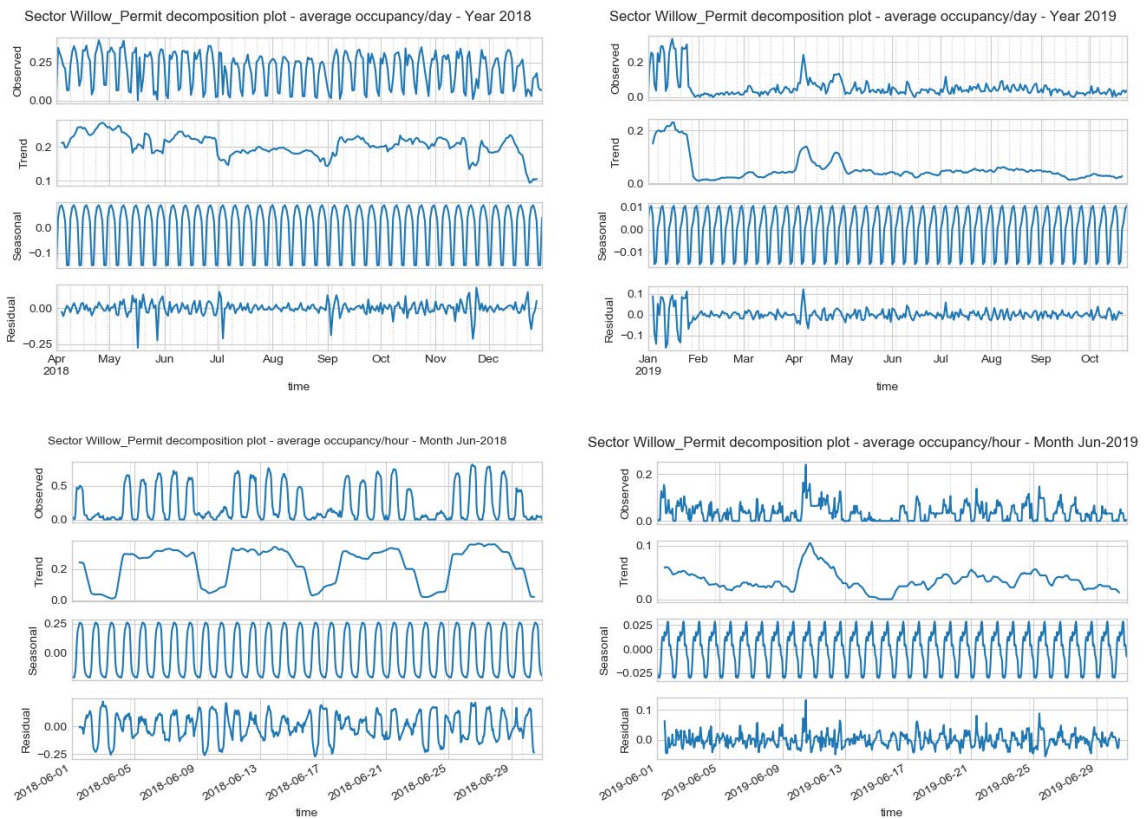 Sector Willow_Permit decomposition plot - average occupancy/day - Year 2018
Observed
0.25
0.00
Trend
0.2
0.1
Seasonal
0.0
−0.1
Residual
0.00
−0.25
Apr May Jun Jul Aug Sep Oct Nov Dec
2018
time
Sector Willow_Permit decomposition plot - average occupancy/day - Year 2019
Observed
0.2
0.0
Trend
0.2
0.0
Seasonal
0.01
0.00
−0.01
Residual
0.1
0.0
−0.1
Jan Feb Mar Apr May Jun Jul Aug Sep Oct
2019
time
Sector Willow_Permit decomposition plot - average occupancy/hour - Month Jun-2018
Observed
0.5
0.0
Trend
0.2
0.0
Seasonal
0.25
0.00
Residual
0.00
−0.25
2018-06-01 2018-06-05 2018-06-09 2018-06-13 2018-06-17 2018-06-21 2018-06-25 2018-06-29
time
Sector Willow_Permit decomposition plot - average occupancy/hour - Month Jun-2019
Observed
0.2
0.0
Trend
0.1
0.0
Seasonal
0.025
0.000
−0.025
Residual
0.1
0.0
2019-06-01 2019-06-05 2019-06-09 2019-06-13 2019-06-17 2019-06-21 2019-06-25 2019-06-29
time